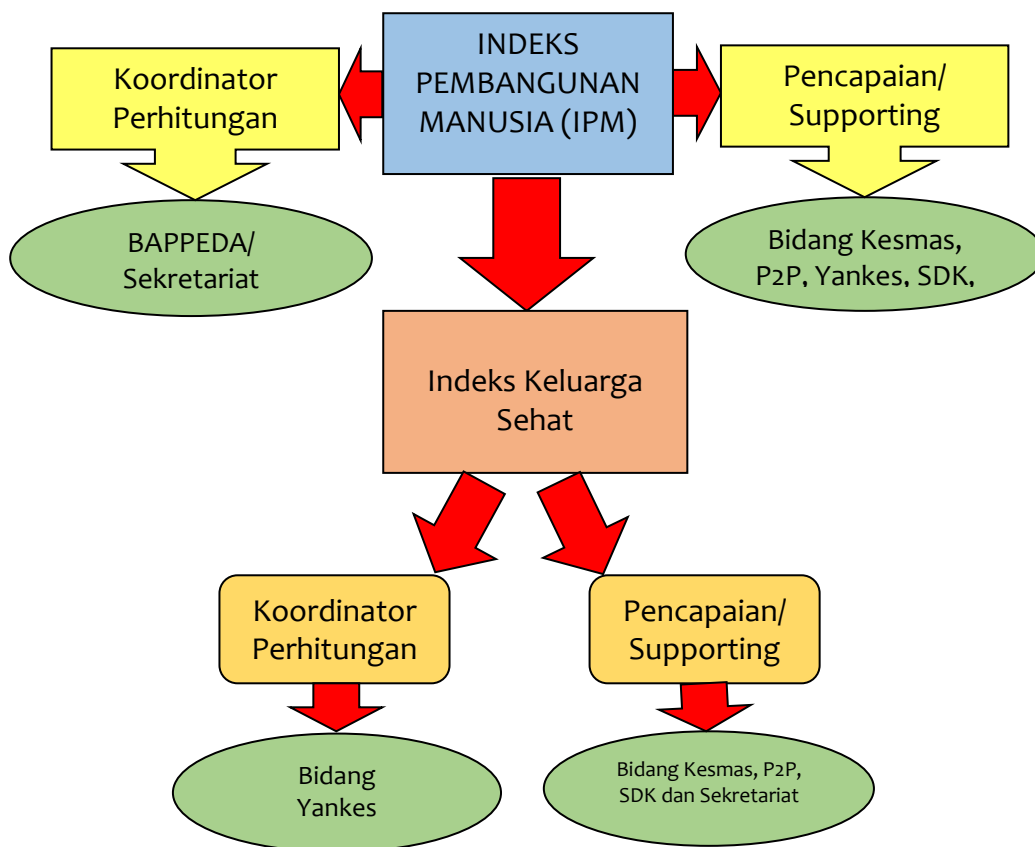 INDEKS
PEMBANGUNAN
MANUSIA (IPM)
Koordinator
Perhitungan
Pencapaian/
Supporting
BAPPEDA/
Sekretariat
Bidang Kesmas,
P2P, Yankes, SDK,
Indeks Keluarga
Sehat
Koordinator
Perhitungan
Pencapaian/
Supporting
Bidang
Yankes
Bidang Kesmas, P2P,
SDK dan Sekretariat